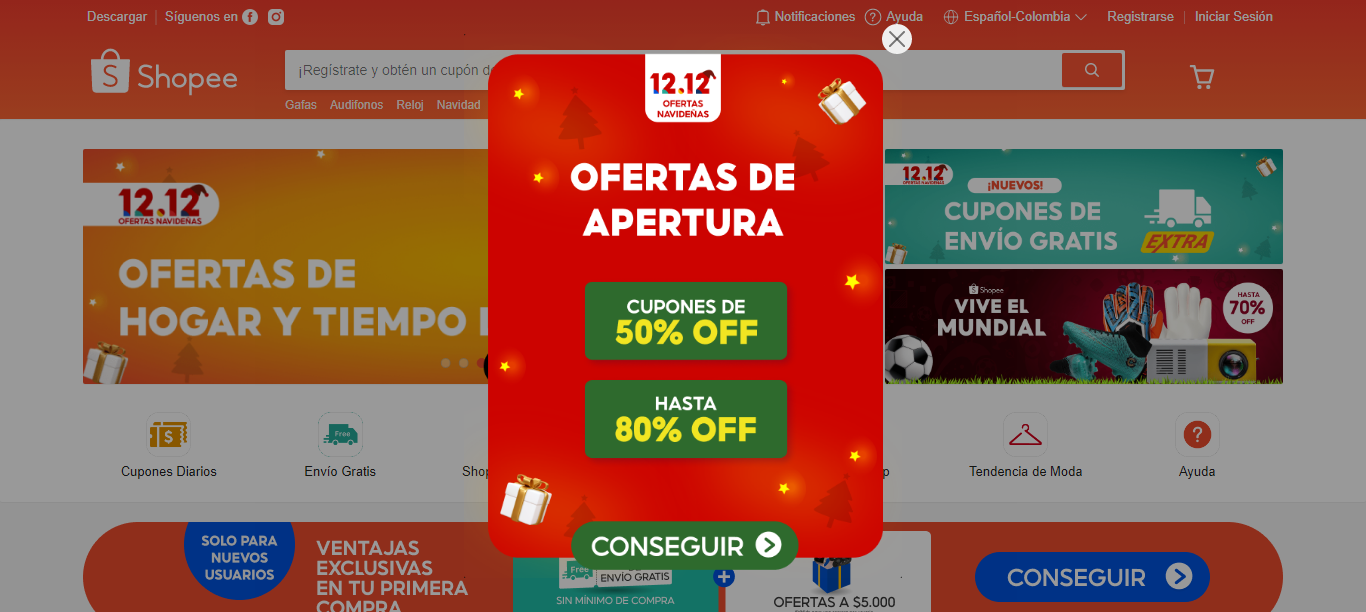 Descargar
Síguenos en
Notificaciones
Ayuda
Español-Colombia
Registrarse
Iniciar Sesión
Shopee
¡Regístrate y obtén un cupón d
Gafas Audifonos Reloj Navidad
12.12
OFERTAS
NAVIDEÑAS
OFERTAS DE
APERTURA
CUPONES DE
50% OFF
HASTA
80% OFF
CONSEGUIR
12.12
OFERTAS NAVIDEÑAS
OFERTAS DE
HOGAR Y TIEMPO
12.12
OFERTAS NAVIDEÑAS
¡NUEVOS!
CUPONES DE
ENVÍO GRATIS
EXTRA
Shopee
VIVE EL
MUNDIAL
HASTA
70%
OFF
Free
Cupones Diarios
Envío Gratis
Shop
p
Tendencia de Moda
Ayuda
SOLO PARA
NUEVOS
USUARIOS
VENTAJAS
EXCLUSIVAS
EN TU PRIMERA
COMPRA
Free
ENVÍO GRATIS
SIN MÍNIMO DE COMPRA
OFERTAS A $5.000
CONSEGUIR